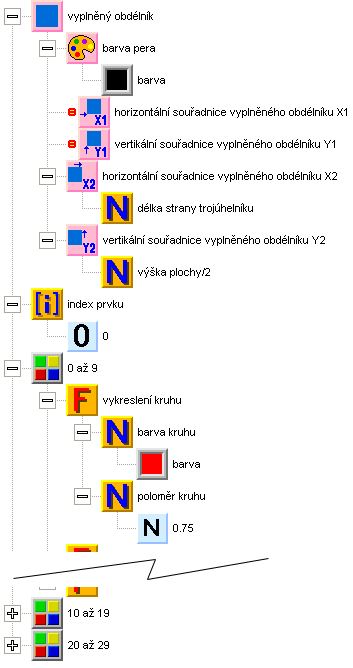 vyplněný obdélník
barva pera
barva
X1 horizontální souřadnice vyplněného obdélníku X1
Y1 vertikální souřadnice vyplněného obdélníku Y1
X2 horizontální souřadnice vyplněného obdélníku X2
N délka strany trojúhelníku
Y2 vertikální souřadnice vyplněného obdélníku Y2
N výška plochy/2
[i] index prvku
0 0
0 až 9
F vykreslení kruhu
N barva kruhu
barva
N poloměr kruhu
N 0.75
10 až 19
20 až 29